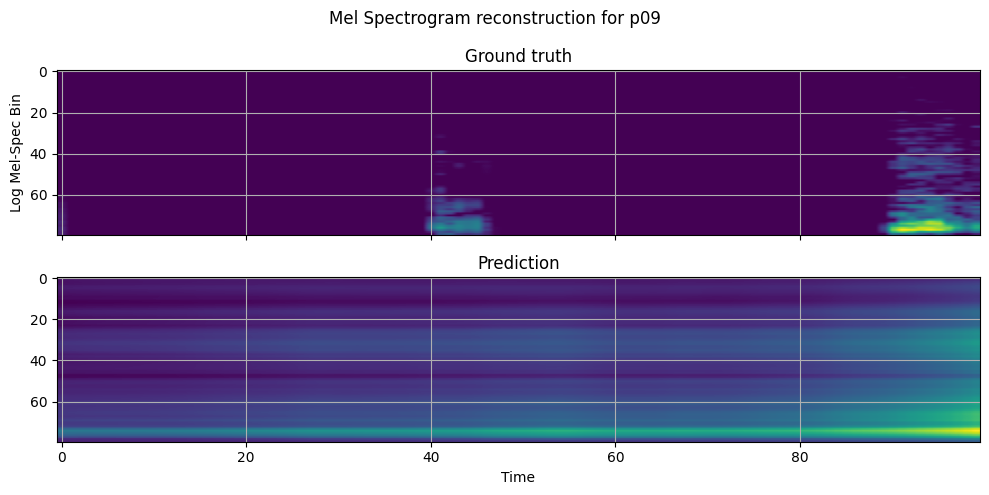 Mel Spectrogram reconstruction for p09
Ground truth
Log Mel-Spec Bin
0
20
40
60
Prediction
0
20
40
60
0 20 40 60 80
Time